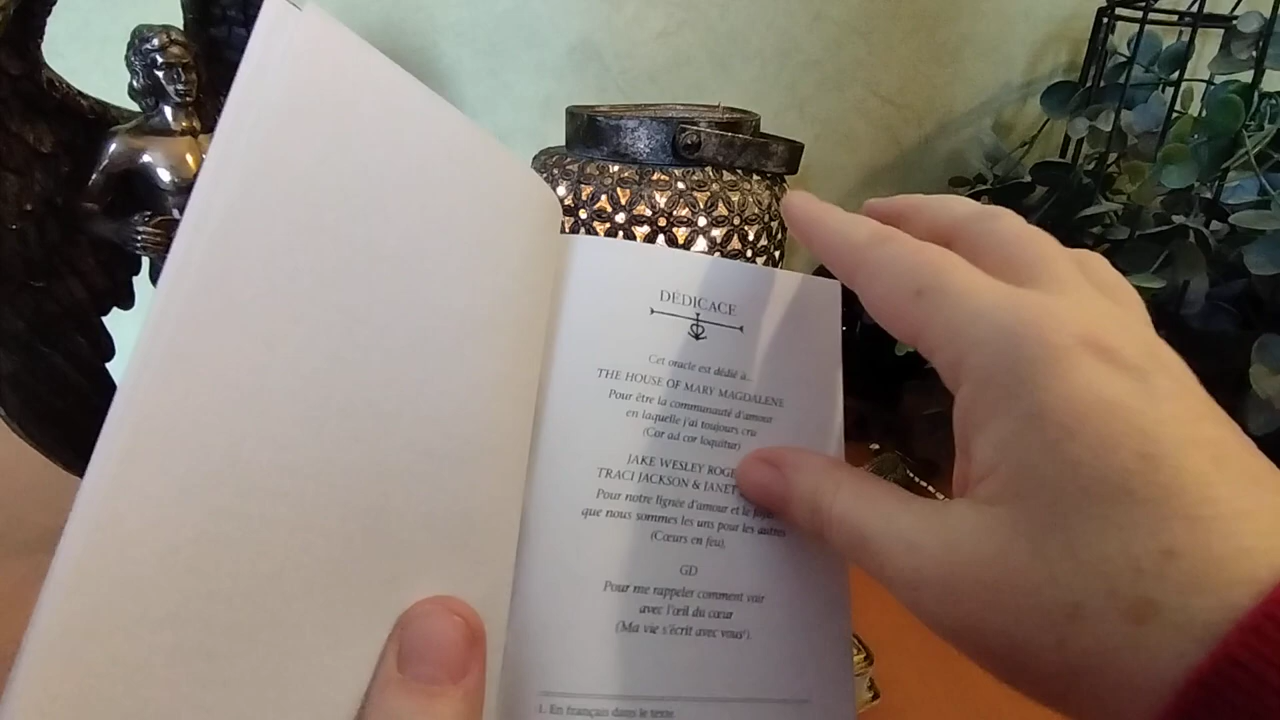 DÉDICACE
Cet oracle est dédié à...
THE HOUSE OF MARY MAGDALENE
Pour être la communauté d'amour
en laquelle j'ai toujours cru
(Cor ad cor loquitur)
JAKE WESLEY
TRACI JACKSON & JANET
Pour notre lignée d'amour et le
que nous sommes les uns pour les autres
(Cœurs en feu).
GD
Pour me rappeler comment voir
avec l'œil du cœur
(Ma vie s'écrit avec vous¹).
1. En français dans le texte.